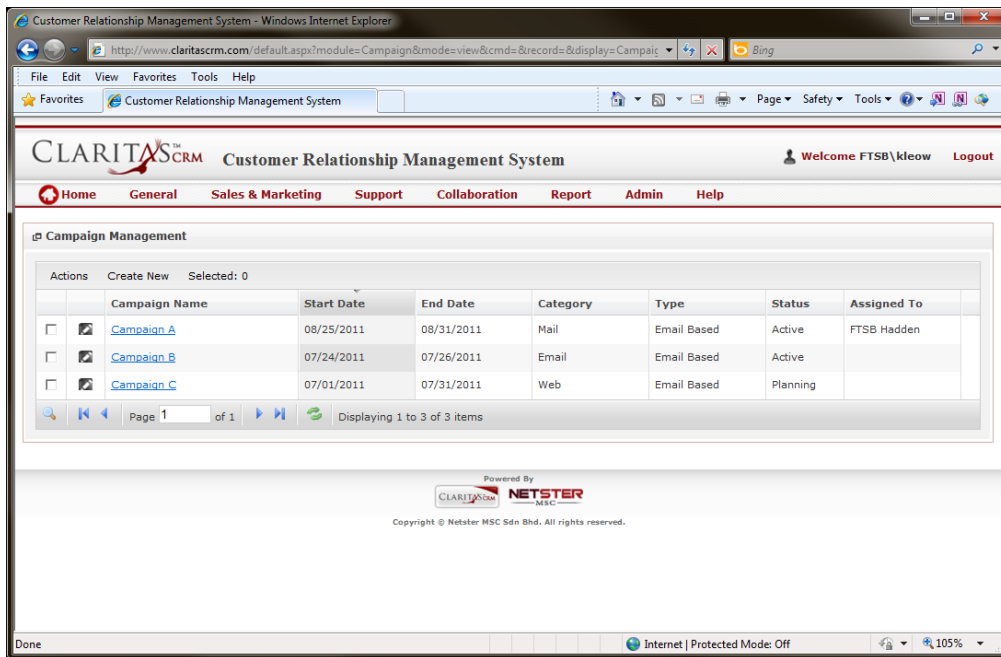 Customer Relationship Management System - Windows Internet Explorer
http://www.claritascrm.com/default.aspx?module=Campaign&mode=view&cmd=&record=&display=Campaig
Bing
File Edit View Favorites Tools Help
Favorites Customer Relationship Management System Page Safety Tools
CLARITAS™ CRM Customer Relationship Management System Welcome FTSB\kleow Logout
Home General Sales & Marketing Support Collaboration Report Admin Help
Campaign Management
Actions Create New Selected: 0
Campaign Name Start Date End Date Category Type Status Assigned To
Campaign A 08/25/2011 08/31/2011 Mail Email Based Active FTSB Hadden
Campaign B 07/24/2011 07/26/2011 Email Email Based Active
Campaign C 07/01/2011 07/31/2011 Web Email Based Planning
Page 1 of 1 Displaying 1 to 3 of 3 items
Powered By
CLARITAS CRM NETSTER MSC
Copyright © Netster MSC Sdn Bhd. All rights reserved.
Done Internet | Protected Mode: Off 105%